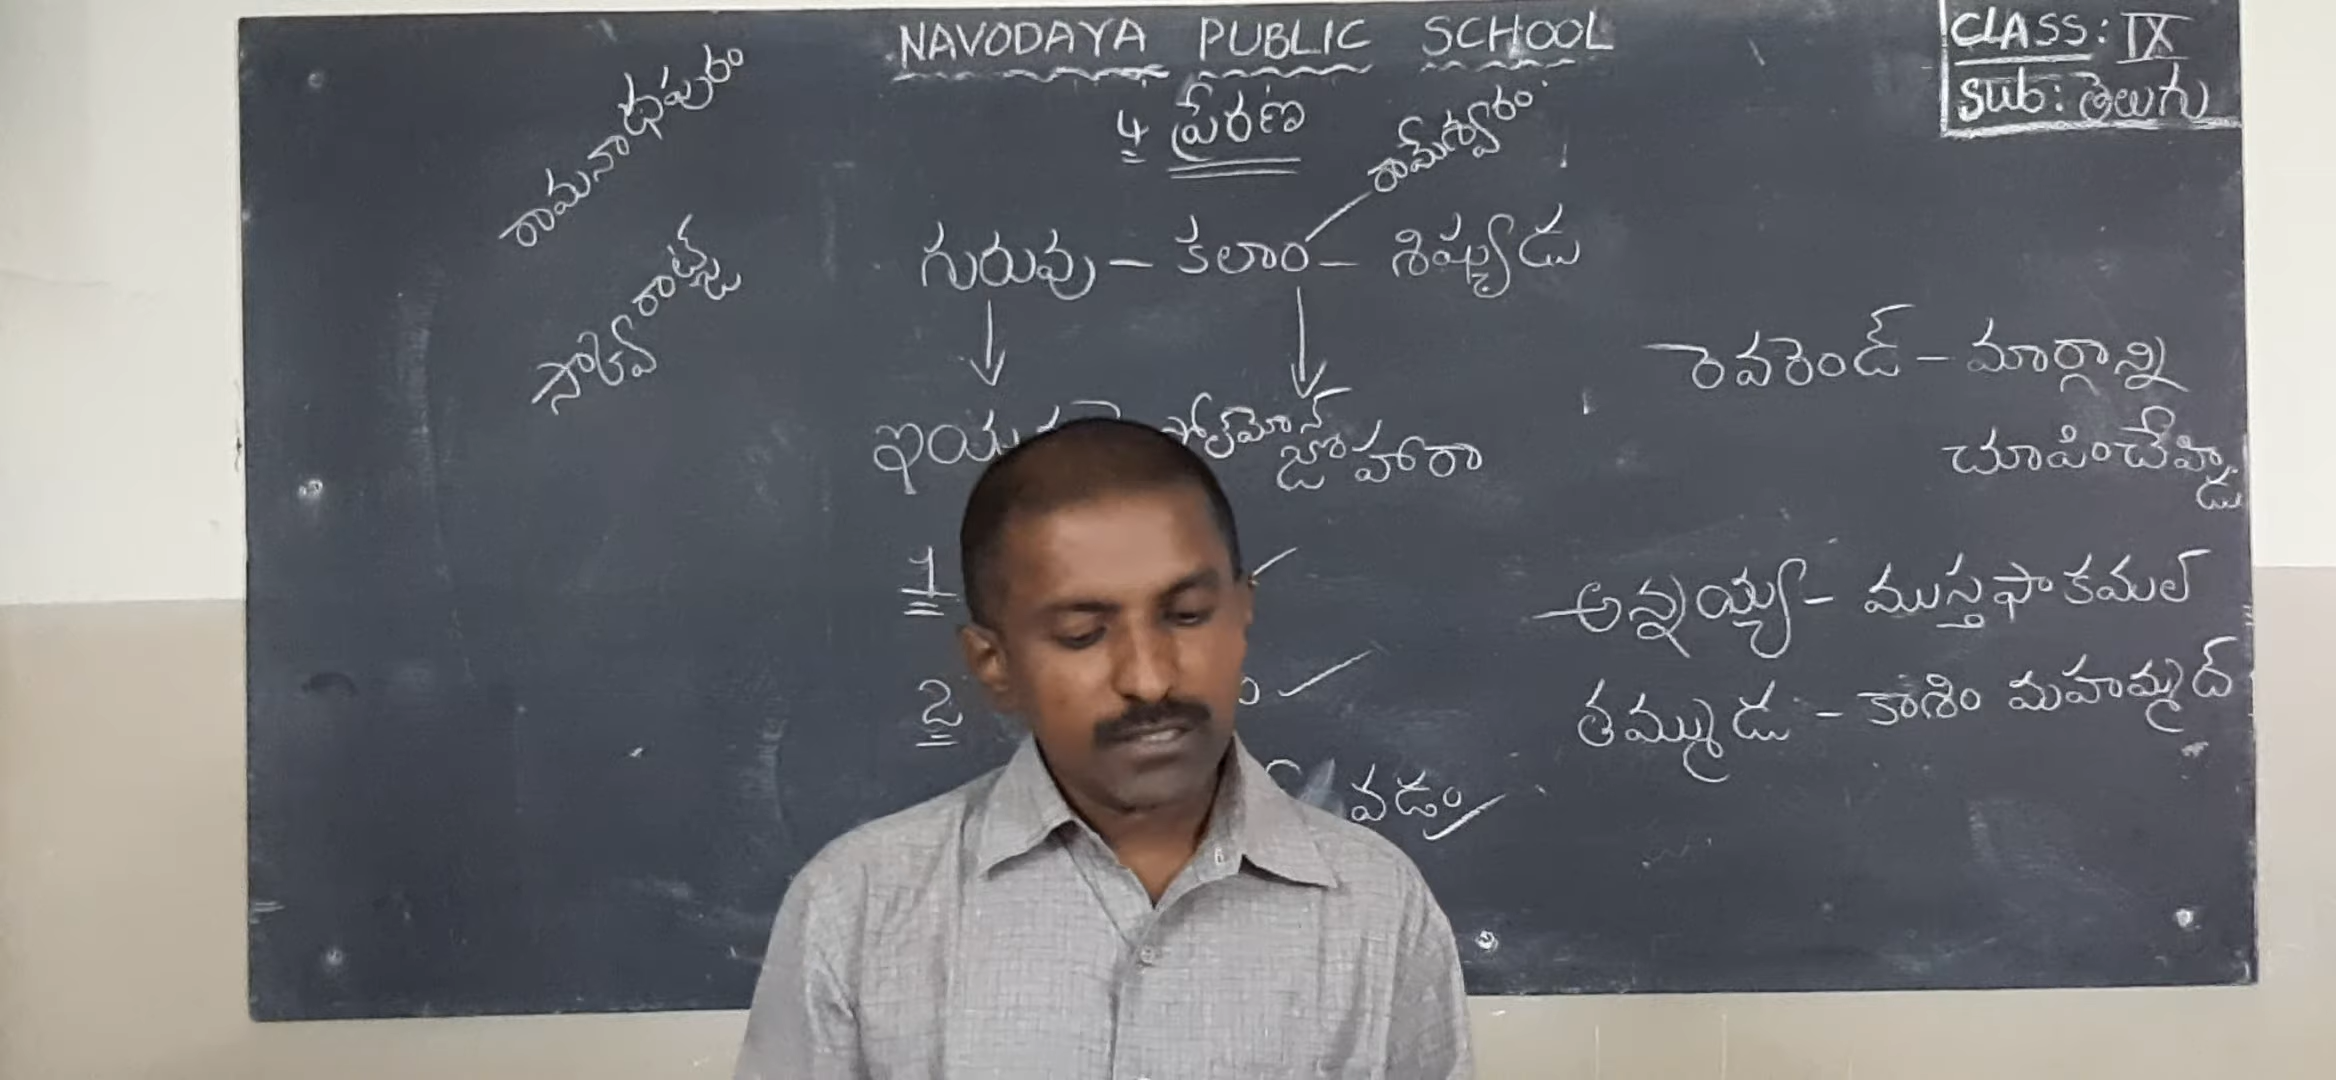 NAVODAYA PUBLIC SCHOOL
CLASS: IX
Sub: తెలుగు
4 ప్రేరణ
రామనాథపురం
రామేశ్వరం
గురువు - కలాం - శిష్యుడు
సోల్మోన్
జొహారా
రెవరెండ్ - మార్గాన్ని
అన్నయ్య - ముస్తఫా కమల్
తమ్ముడు - కాశిం మహమ్మద్
1
2
వడం